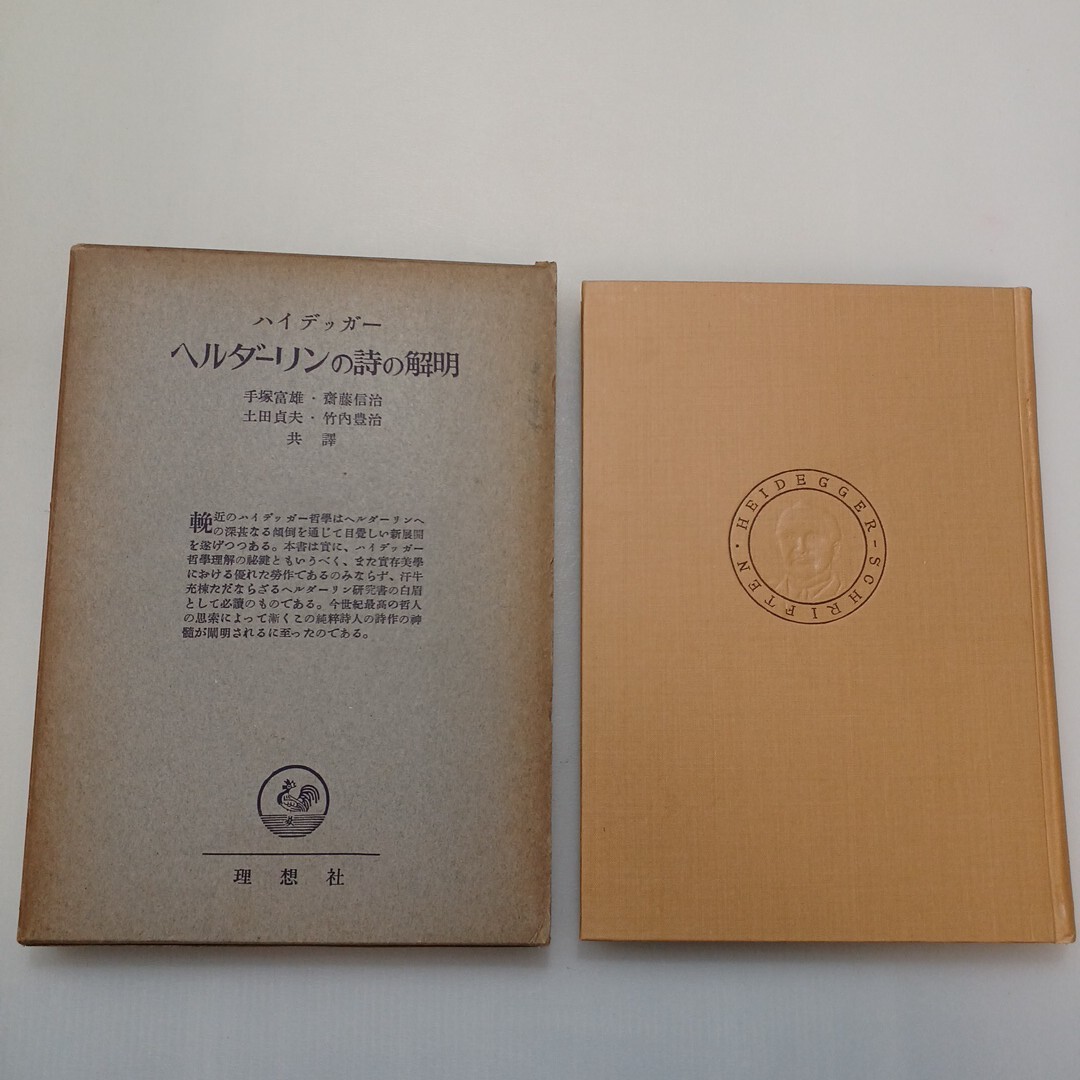 ハイデッガー
ヘルダーリンの詩の解明
手塚富雄・齋藤信治
土田貞夫・竹内豊治
共譯
輓近のハイデッガー哲學はヘルダーリンへ
の深甚なる傾倒を通じて目覺しい新展開
を遂げつつある。本書は實に、ハイデッガー
哲學理解の秘鍵ともいうべく、また實存美學
における優れた勞作であるのみならず、汗牛
充棟ただならざるヘルダーリン研究書の白眉
として必讀のものである。今世紀最高の哲人
の思索によって漸くこの純粹詩人の詩作の神
髓が闡明されるに至ったのである。
理想社
HEIDEGGER-SCHRIFTEN・